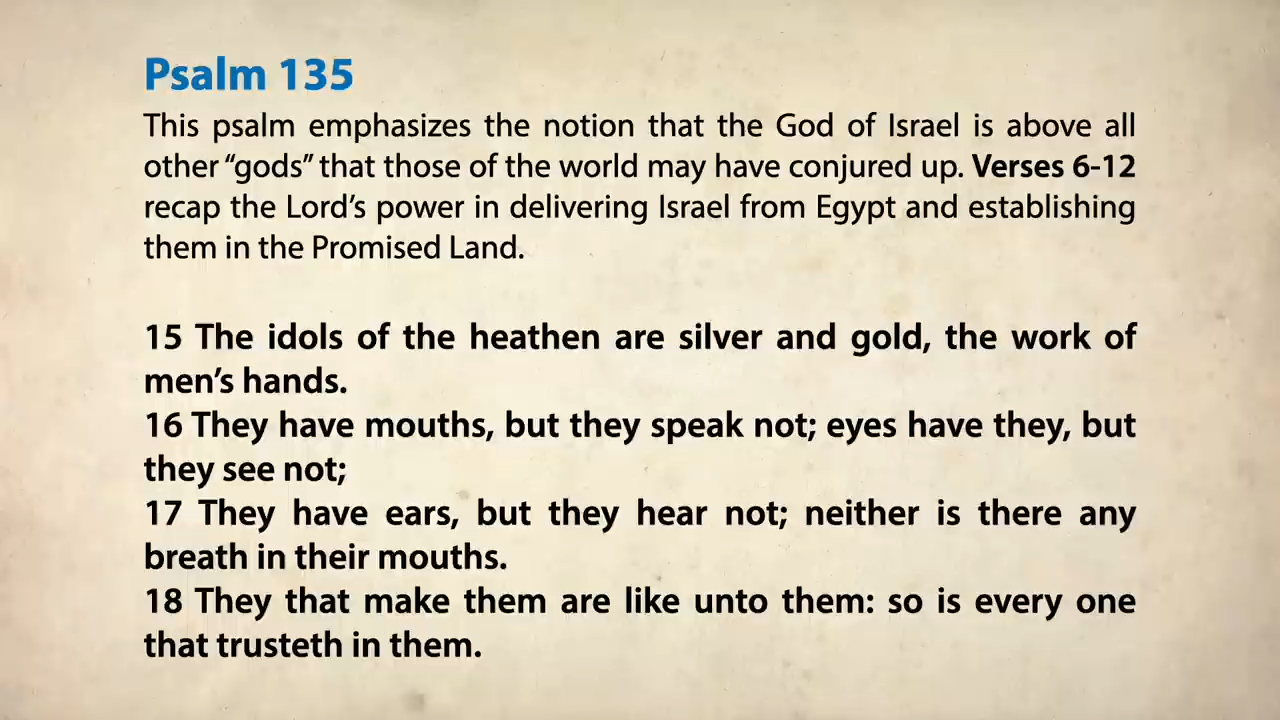 Psalm 135
This psalm emphasizes the notion that the God of Israel is above all
other “gods” that those of the world may have conjured up. Verses 6-12
recap the Lord’s power in delivering Israel from Egypt and establishing
them in the Promised Land.
15 The idols of the heathen are silver and gold, the work of
men’s hands.
16 They have mouths, but they speak not; eyes have they, but
they see not;
17 They have ears, but they hear not; neither is there any
breath in their mouths.
18 They that make them are like unto them: so is every one
that trusteth in them.